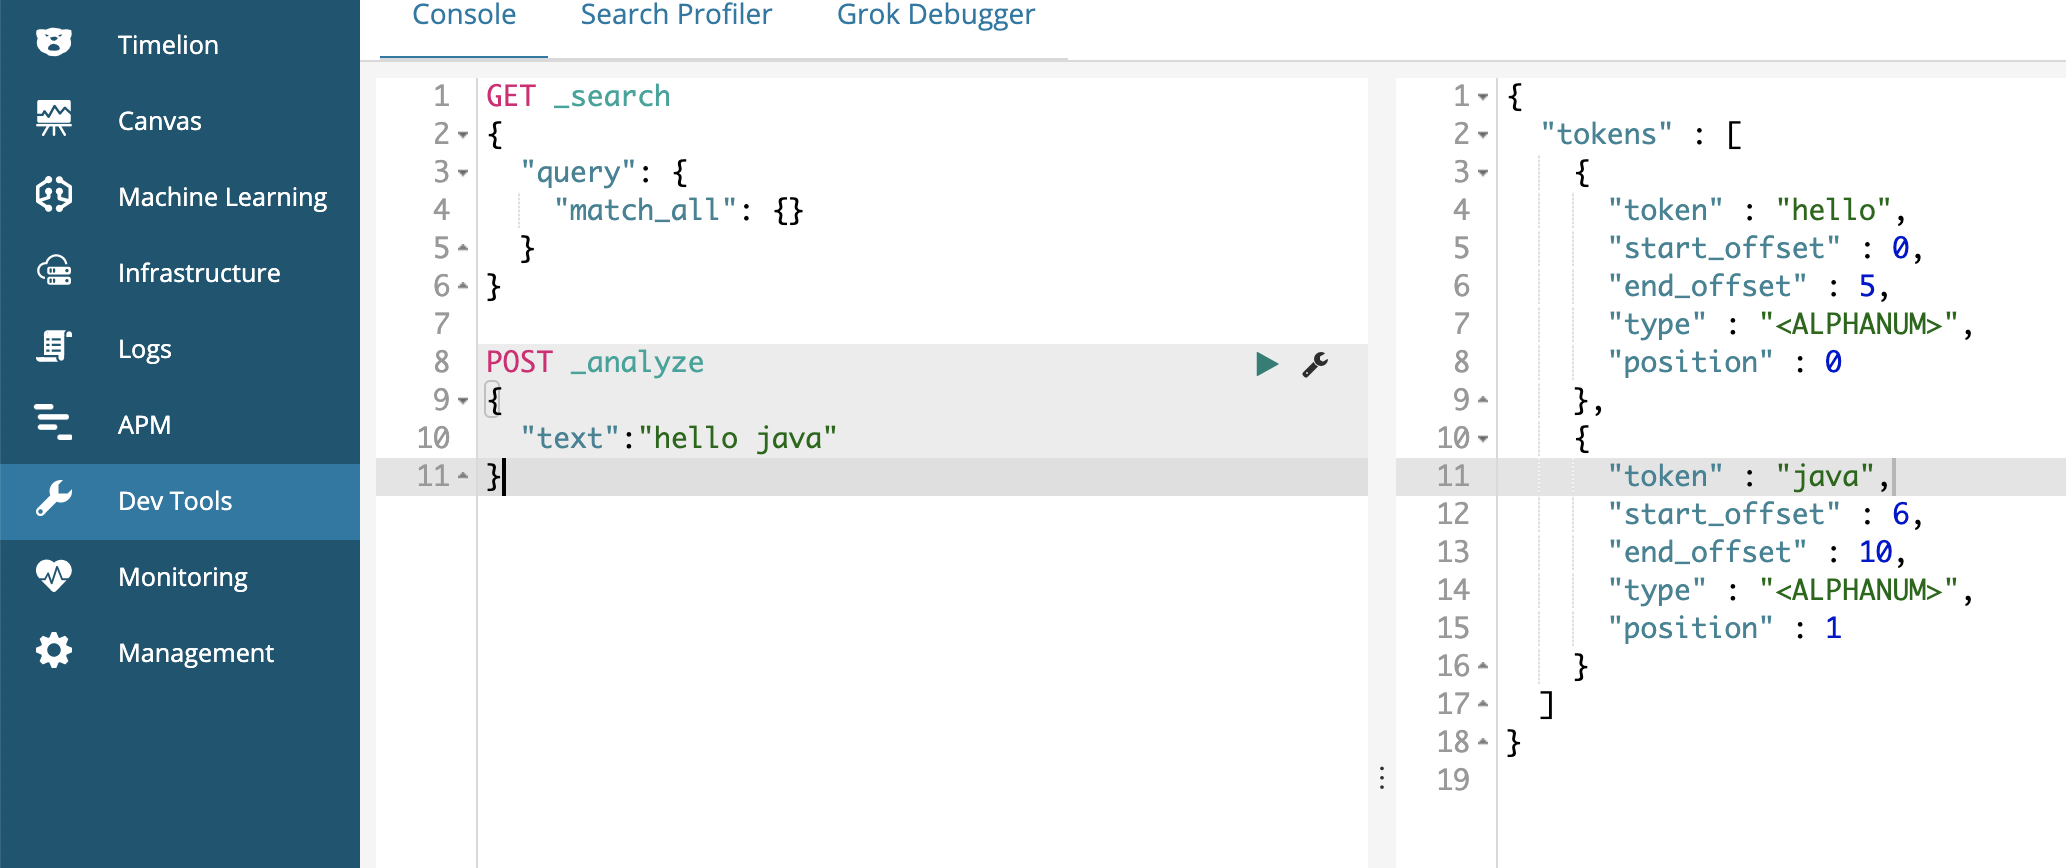 Timelion
Canvas
Machine Learning
Infrastructure
Logs
APM
Dev Tools
Monitoring
Management
Console Search Profiler Grok Debugger
1 GET _search
2 {
3 "query": {
4 "match_all": {}
5 }
6 }
7
8 POST _analyze
9 {
10 "text":"hello java"
11 }
1 {
2 "tokens" : [
3 {
4 "token" : "hello",
5 "start_offset" : 0,
6 "end_offset" : 5,
7 "type" : "<ALPHANUM>",
8 "position" : 0
9 },
10 {
11 "token" : "java",
12 "start_offset" : 6,
13 "end_offset" : 10,
14 "type" : "<ALPHANUM>",
15 "position" : 1
16 }
17 ]
18 }
19